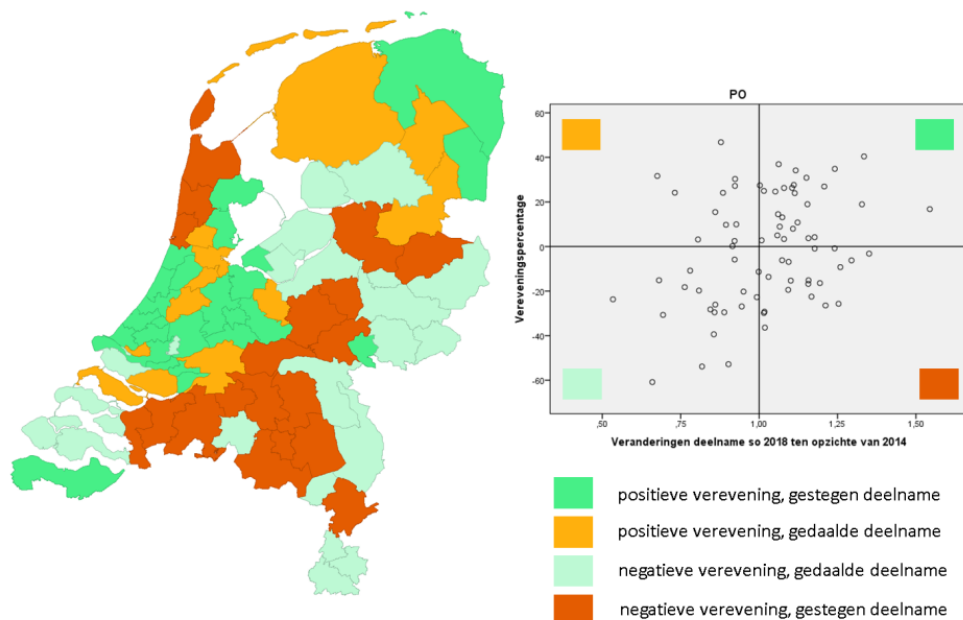 PO
Vereveningspercentage
60
40
20
0
-20
-40
-60
,50
,75
1,00
1,25
1,50
Veranderingen deelname so 2018 ten opzichte van 2014
positieve verevening, gestegen deelname
positieve verevening, gedaalde deelname
negatieve verevening, gedaalde deelname
negatieve verevening, gestegen deelname